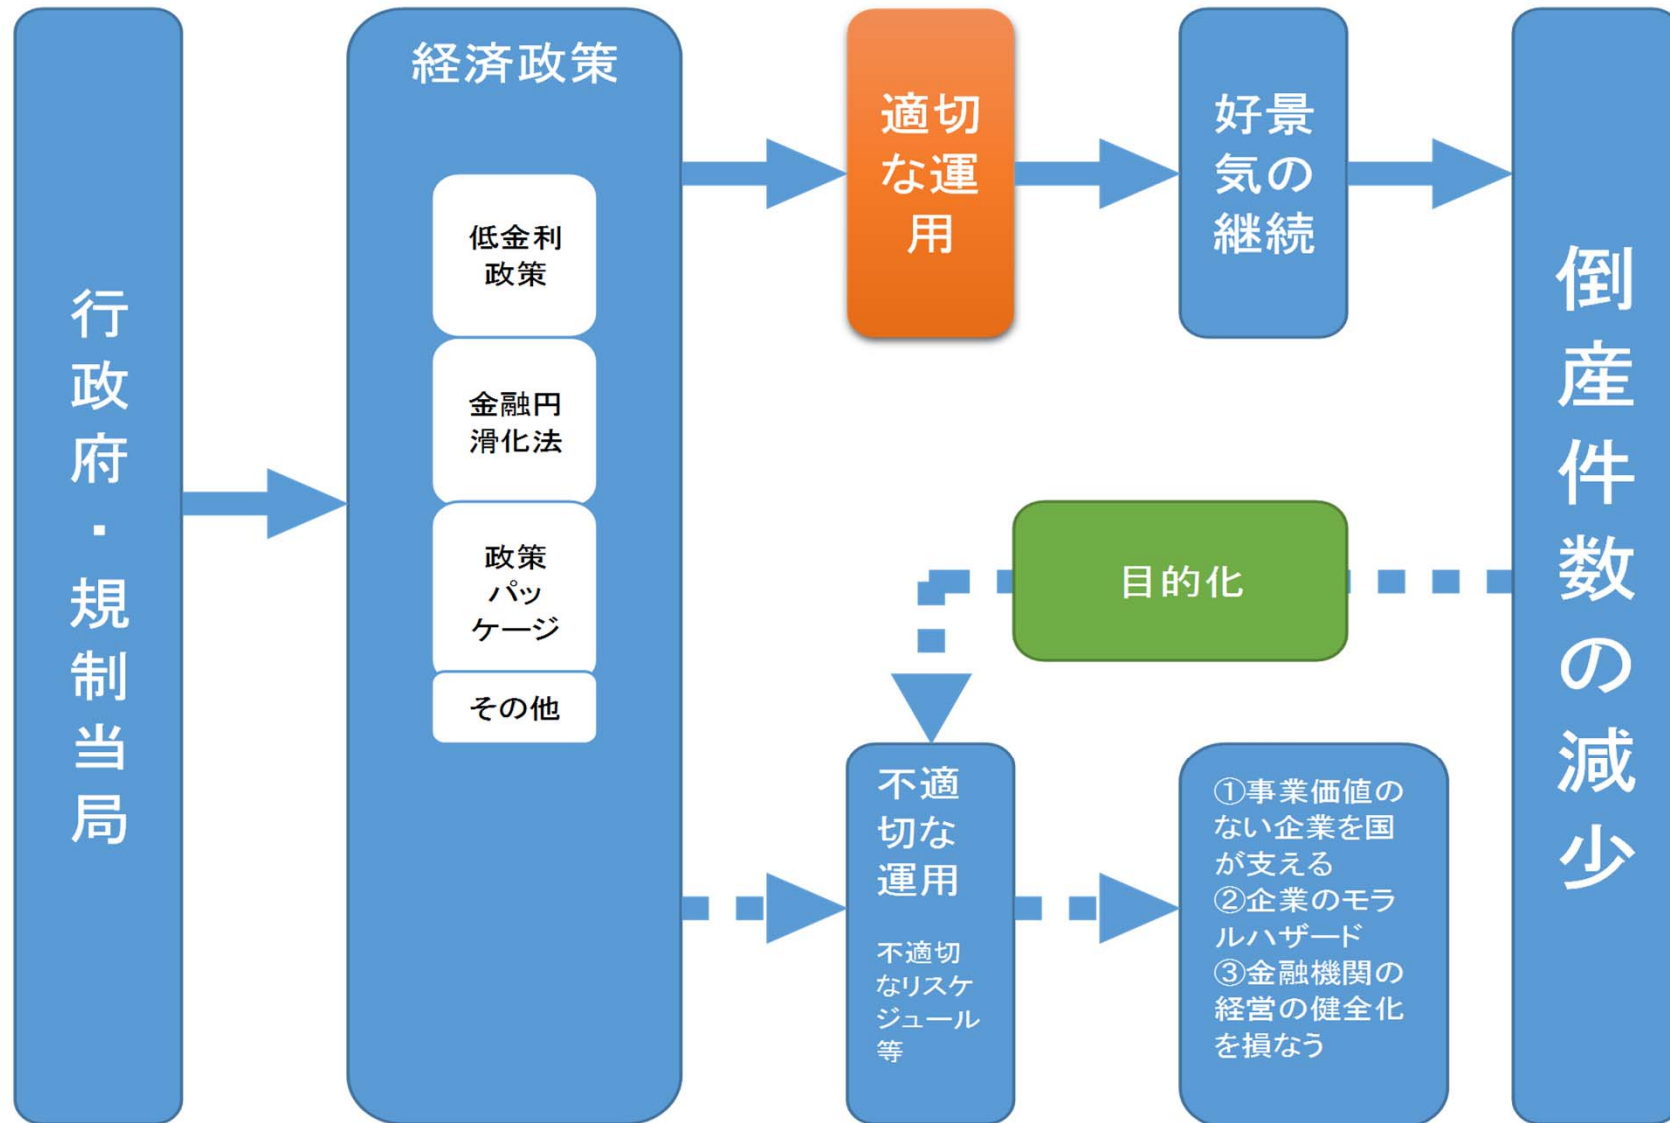 行
政
府
・
規
制
当
局
経済政策
低金利
政策
金融円
滑化法
政策
パッ
ケージ
その他
適切
な運
用
好景
気の
継続
目的化
不適
切な
運用
不適切
なリスケ
ジュール
等
①事業価値の
ない企業を国
が支える
②企業のモラ
ルハザード
③金融機関の
経営の健全化
を損なう
倒
産
件
数
の
減
少